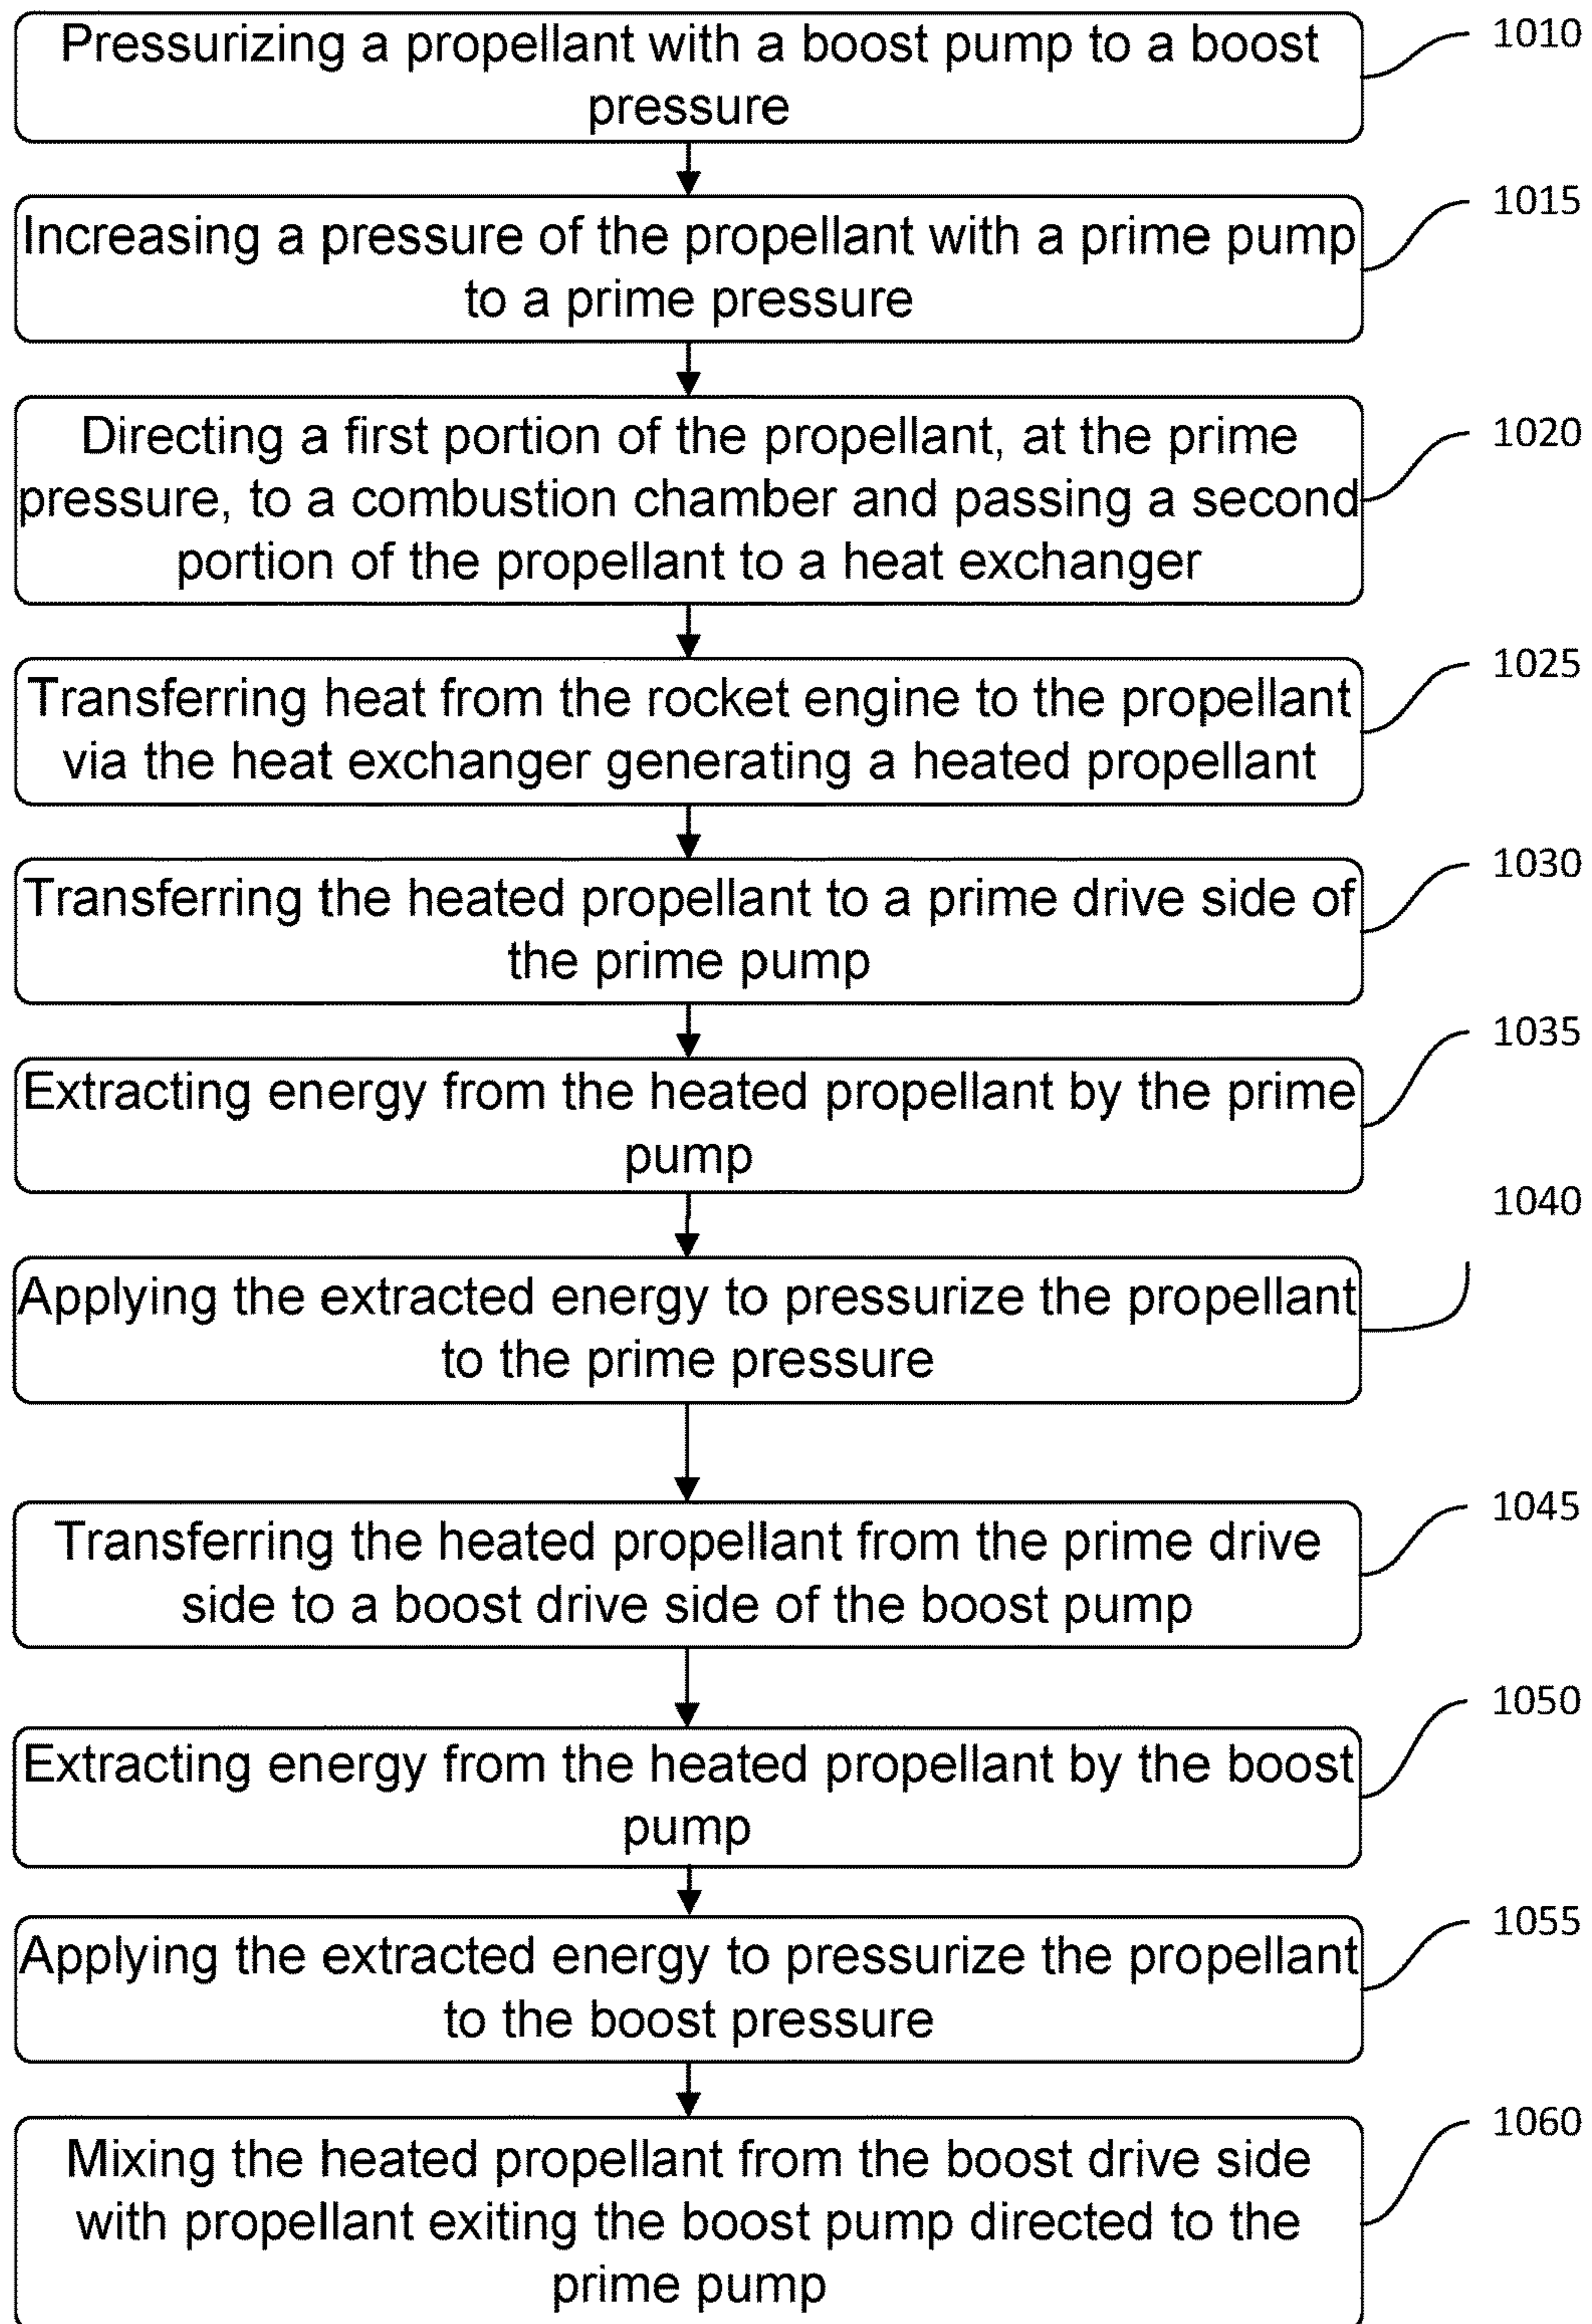 Pressurizing a propellant with a boost pump to a boost
pressure
1010
Increasing a pressure of the propellant with a prime pump
to a prime pressure
1015
Directing a first portion of the propellant, at the prime
pressure, to a combustion chamber and passing a second
portion of the propellant to a heat exchanger
1020
Transferring heat from the rocket engine to the propellant
via the heat exchanger generating a heated propellant
1025
Transferring the heated propellant to a prime drive side of
the prime pump
1030
Extracting energy from the heated propellant by the prime
pump
1035
Applying the extracted energy to pressurize the propellant
to the prime pressure
1040
Transferring the heated propellant from the prime drive
side to a boost drive side of the boost pump
1045
Extracting energy from the heated propellant by the boost
pump
1050
Applying the extracted energy to pressurize the propellant
to the boost pressure
1055
Mixing the heated propellant from the boost drive side
with propellant exiting the boost pump directed to the
prime pump
1060